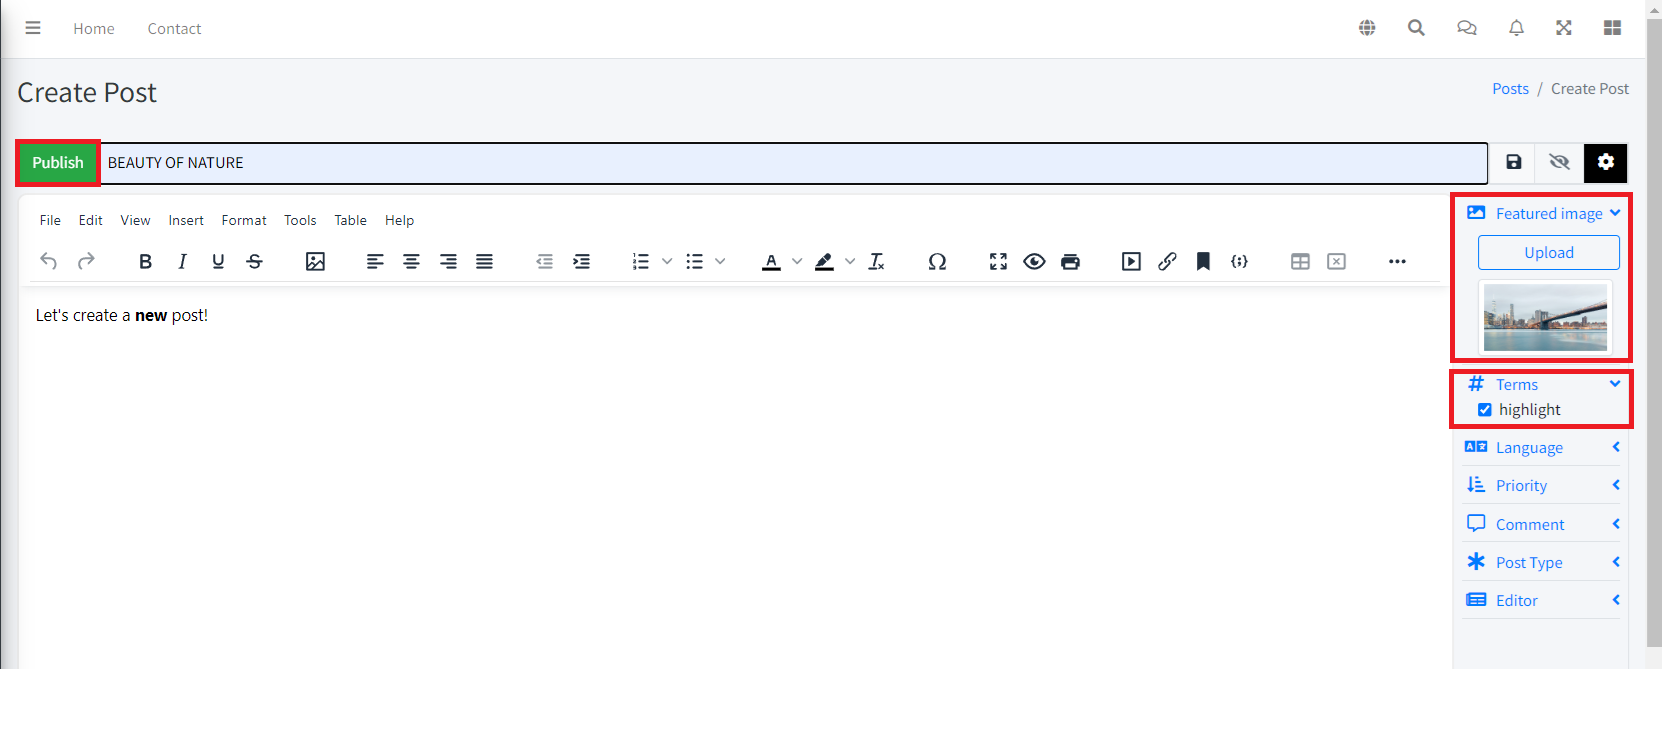 Home Contact
Create Post
Posts / Create Post
Publish BEAUTY OF NATURE
File Edit View Insert Format Tools Table Help
Let's create a new post!
Featured image
Upload
Terms
highlight
Language
Priority
Comment
Post Type
Editor